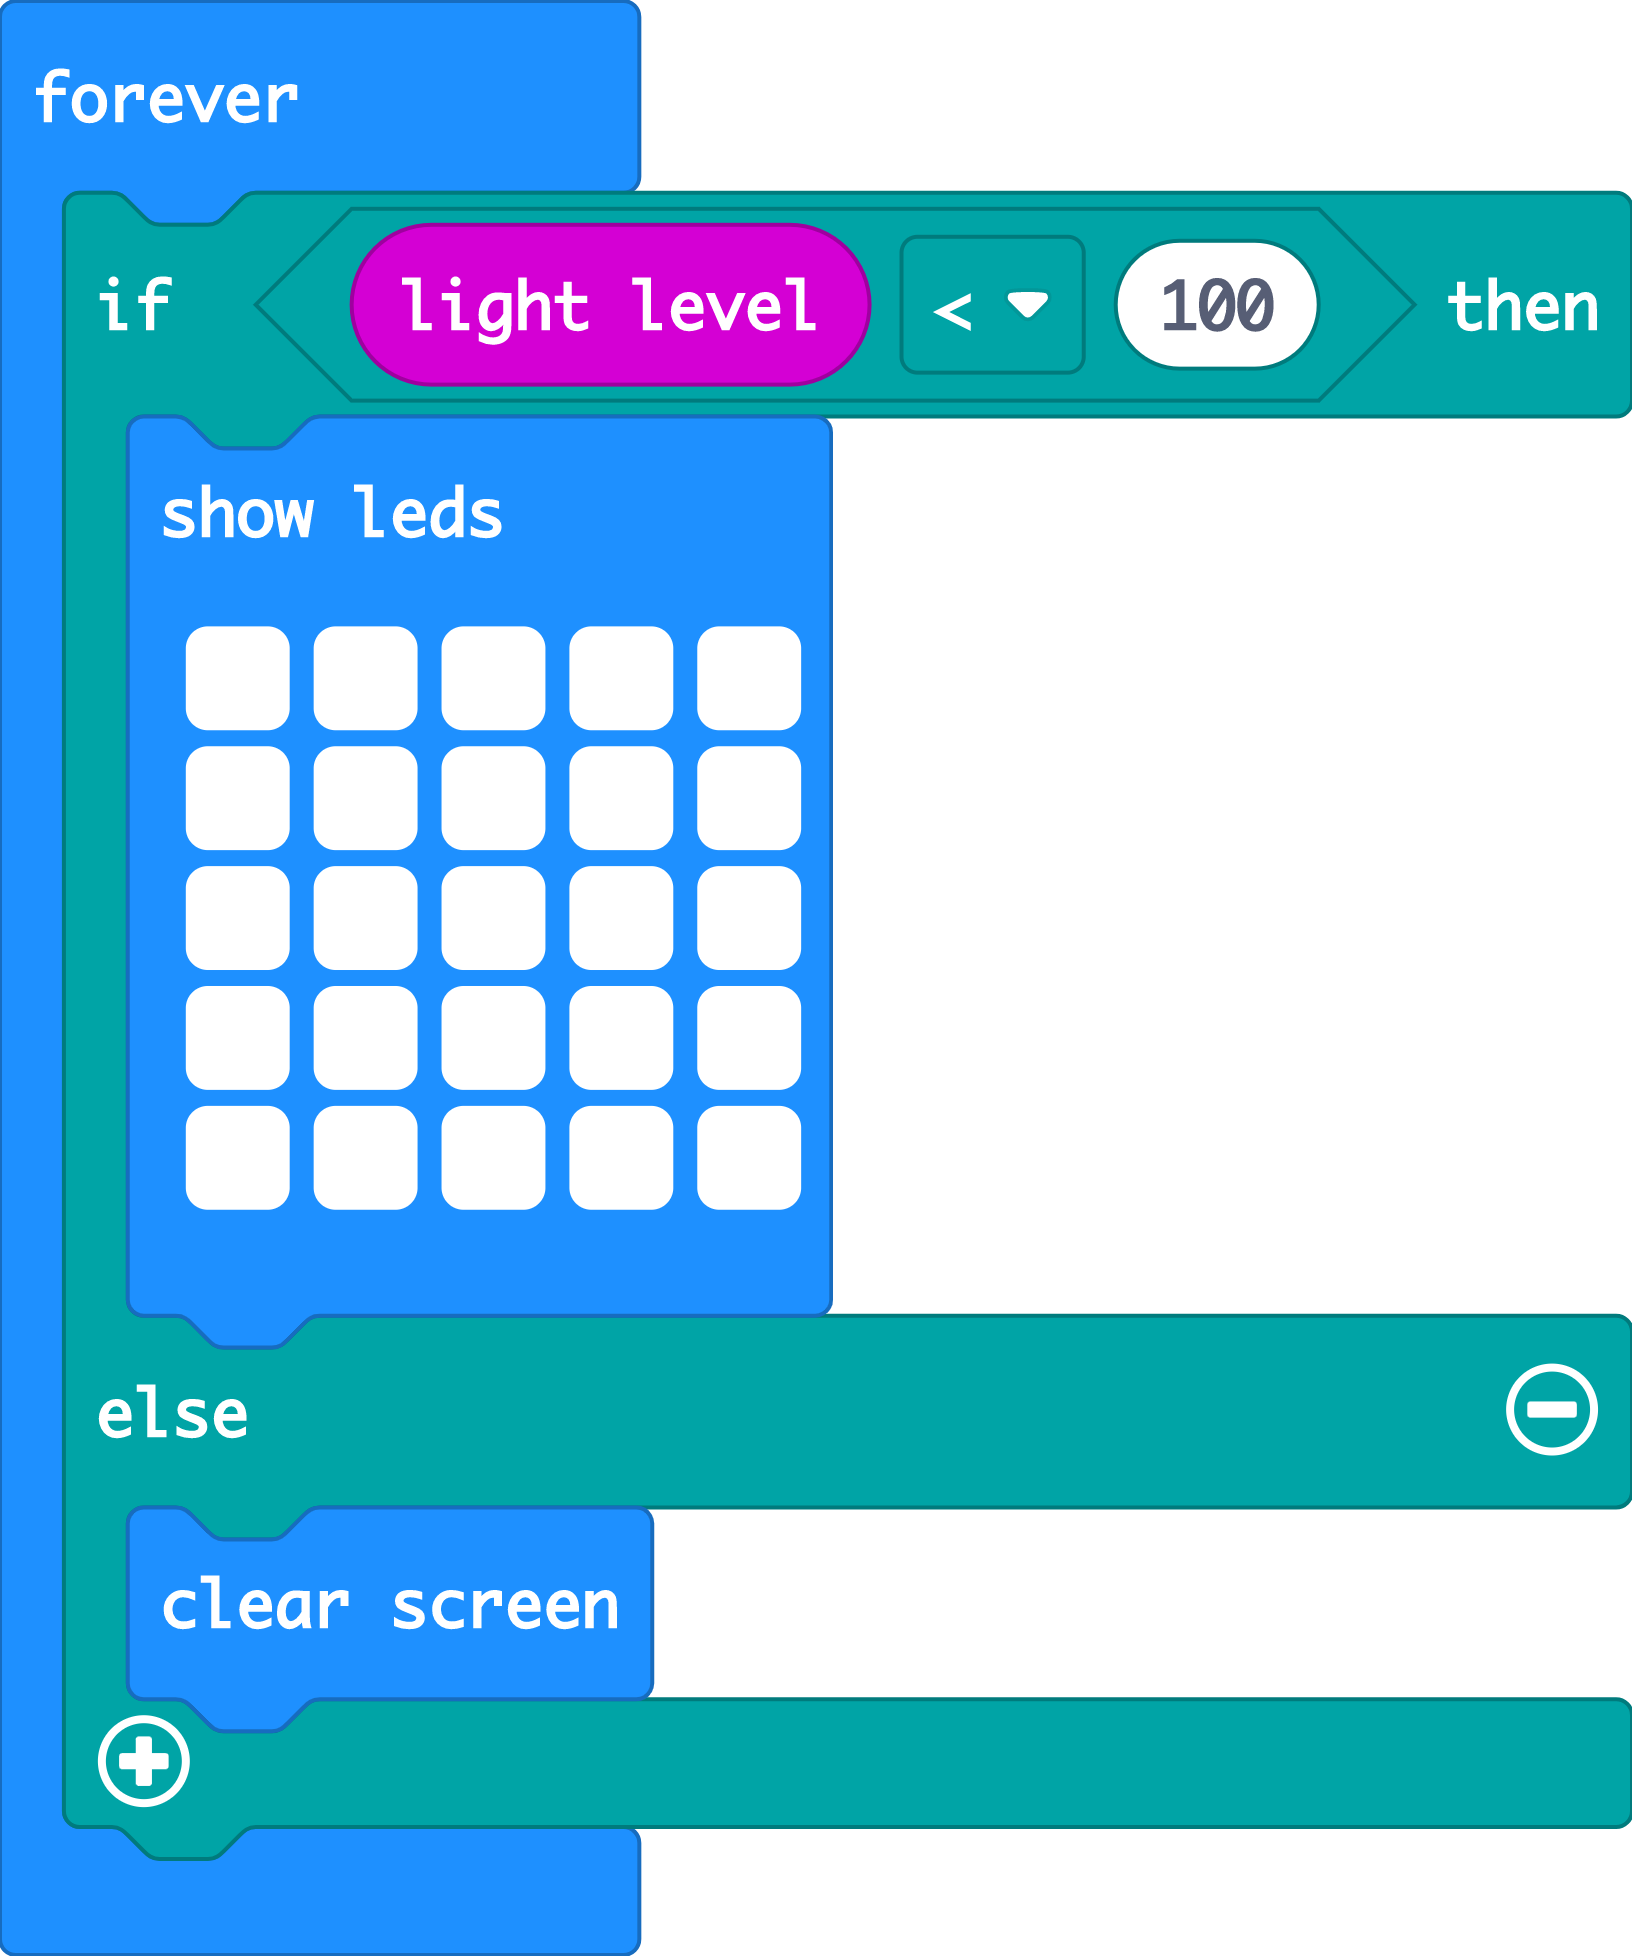 forever
if light level < 100 then
show leds
else
clear screen